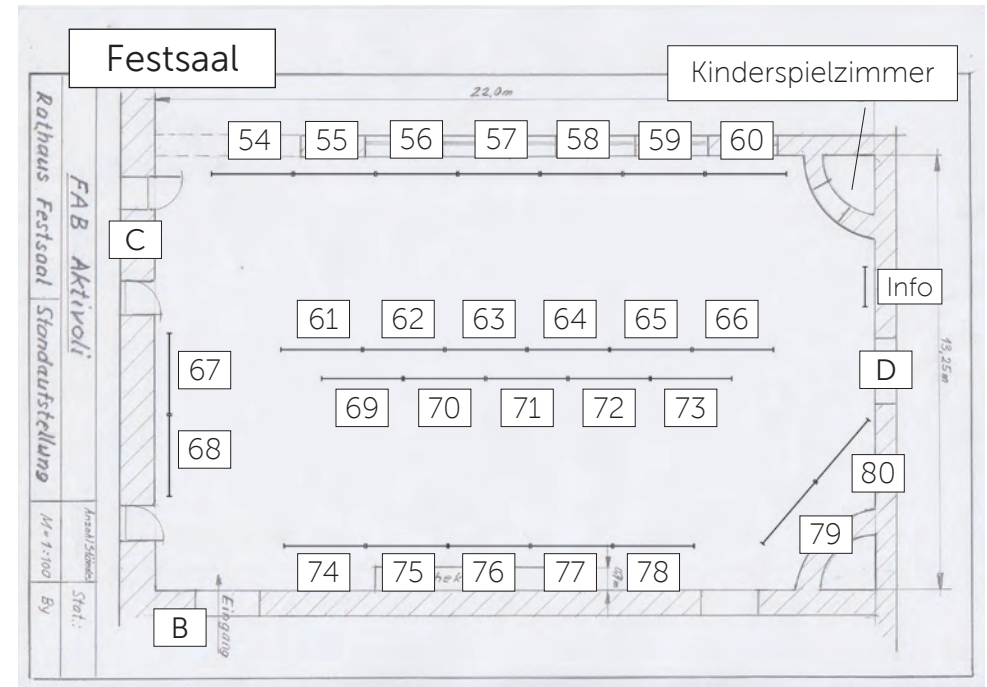 Festsaal
Kinderspielzimmer
22,0m
54 55 56 57 58 59 60
C
Info
61 62 63 64 65 66
67
D
13,25m
69 70 71 72 73
68
80
79
74 75 76 77 78
B
Eingang
Rathaus Festsaal Standaufstellung M=1:100 By
FAB Aktivoli
Stat.: